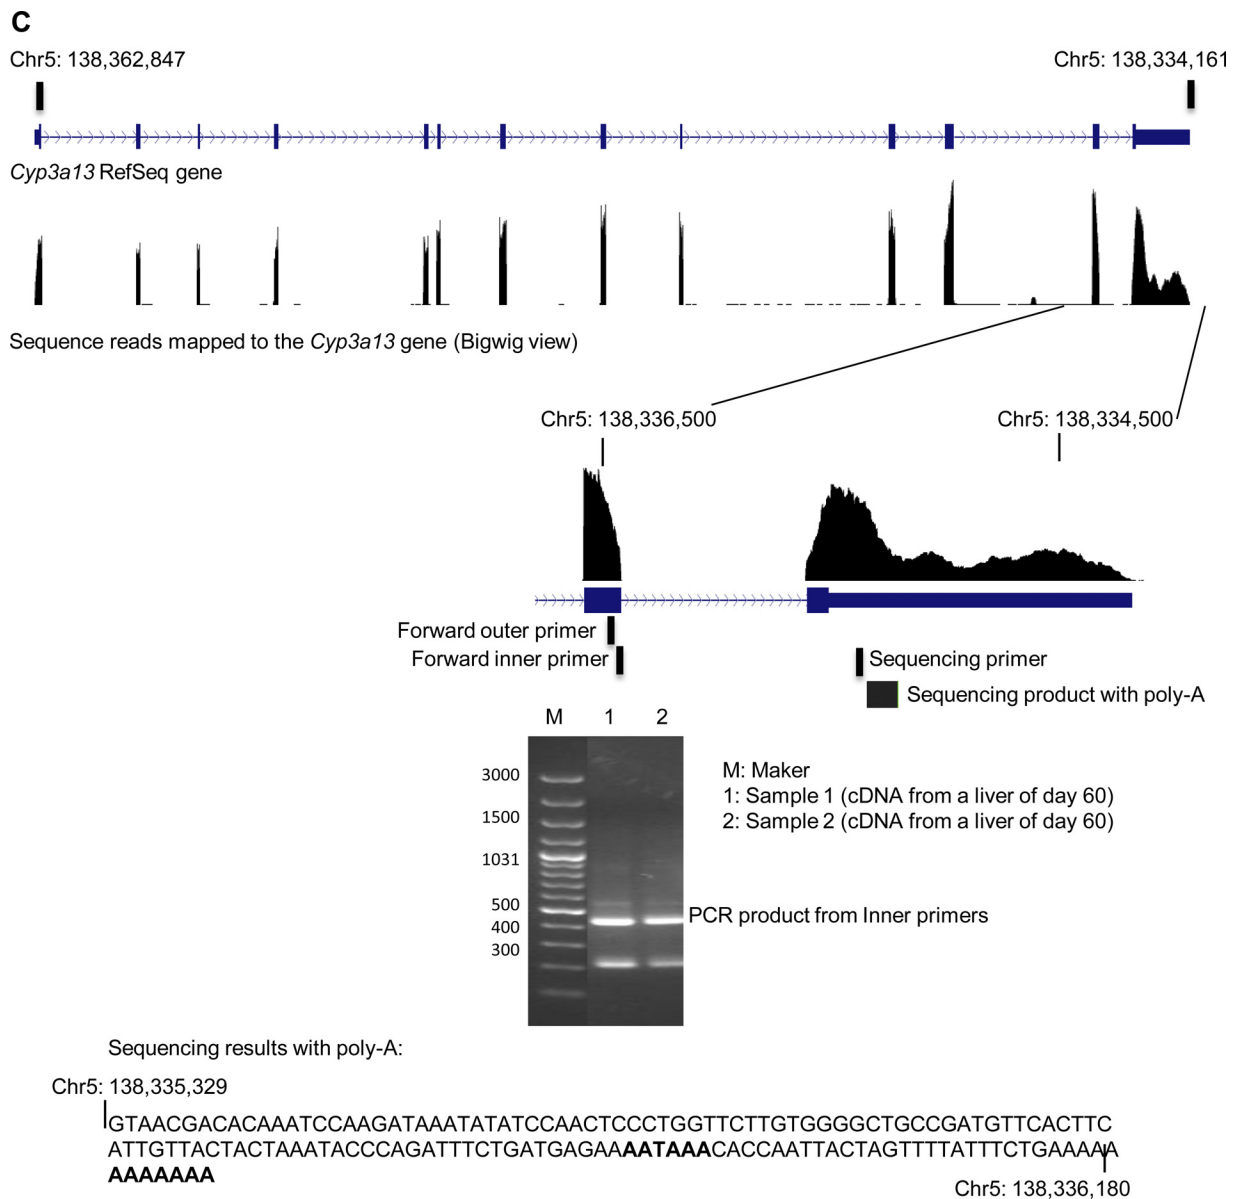 C
Chr5: 138,362,847
Chr5: 138,334,161
Cyp3a13 RefSeq gene
Sequence reads mapped to the Cyp3a13 gene (Bigwig view)
Chr5: 138,336,500
Chr5: 138,334,500
Forward outer primer
Forward inner primer
Sequencing primer
Sequencing product with poly-A
M 1 2
3000
1500
1031
500
400
300
M: Maker
1: Sample 1 (cDNA from a liver of day 60)
2: Sample 2 (cDNA from a liver of day 60)
PCR product from Inner primers
Sequencing results with poly-A:
Chr5: 138,335,329
GTAACGACACAAATCCAAGATAAATATATCCAACTCCCTGGTTCTTGTGGGGCTGCCGATGTTCACTTC
ATTGTTACTACTAAATACCCAGATTTCTGATGAGAAAATAAACACCAATTACTAGTTTTATTTCTGAAAAA
AAAAAAA
Chr5: 138,336,180